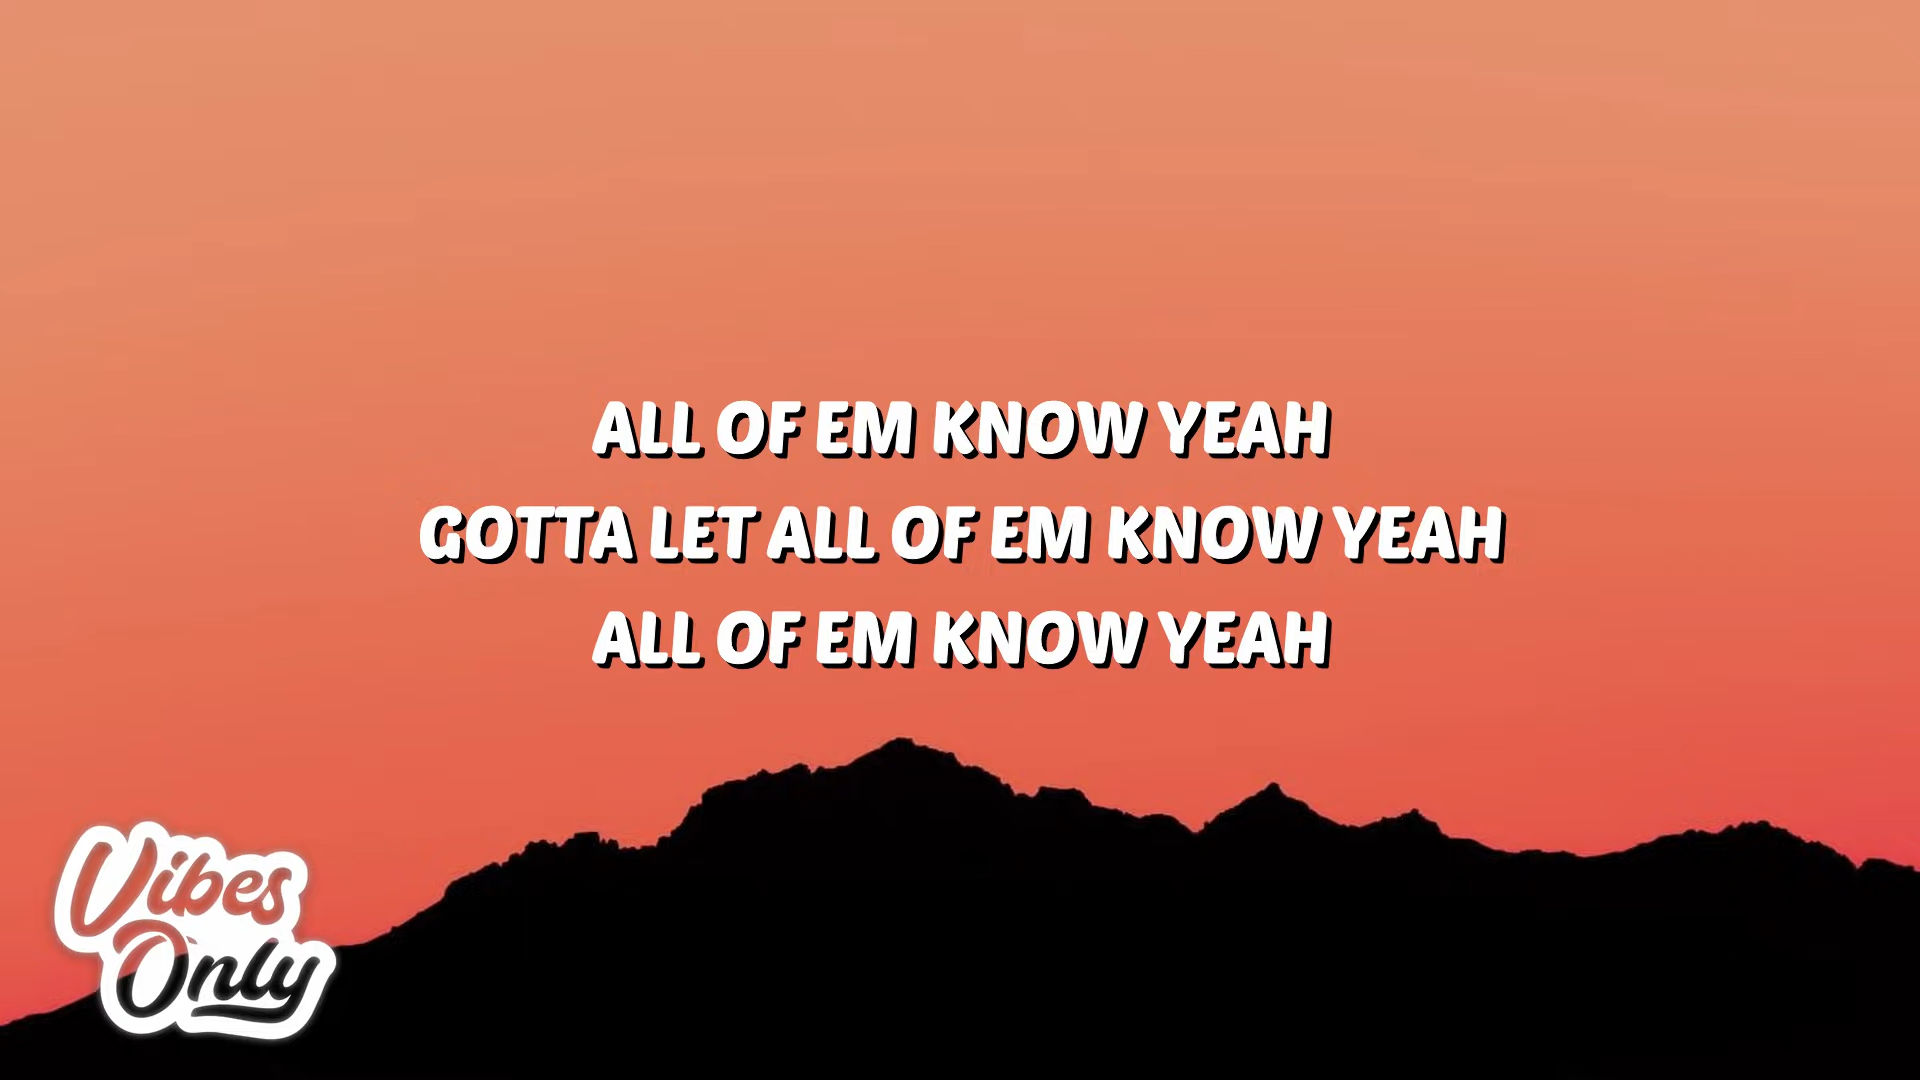 ALL OF EM KNOW YEAH
GOTTA LET ALL OF EM KNOW YEAH
ALL OF EM KNOW YEAH
Vibes
Only